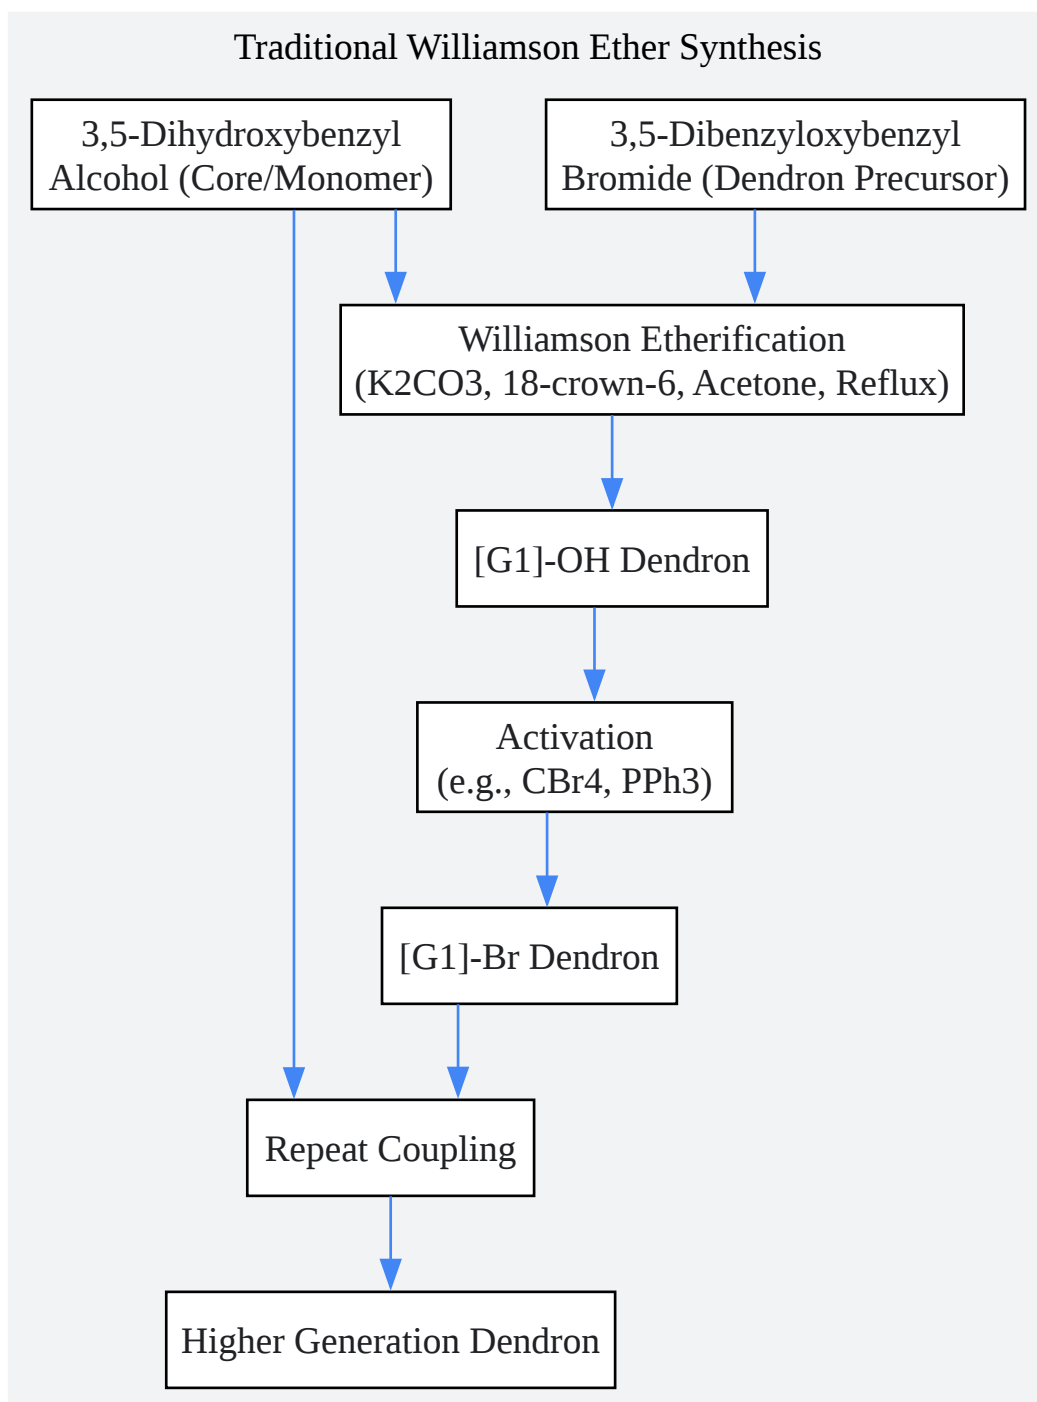 Traditional Williamson Ether Synthesis
3,5-Dihydroxybenzyl
Alcohol (Core/Monomer)
3,5-Dibenzyloxybenzyl
Bromide (Dendron Precursor)
Williamson Etherification
(K2CO3, 18-crown-6, Acetone, Reflux)
[G1]-OH Dendron
Activation
(e.g., CBr4, PPh3)
[G1]-Br Dendron
Repeat Coupling
Higher Generation Dendron